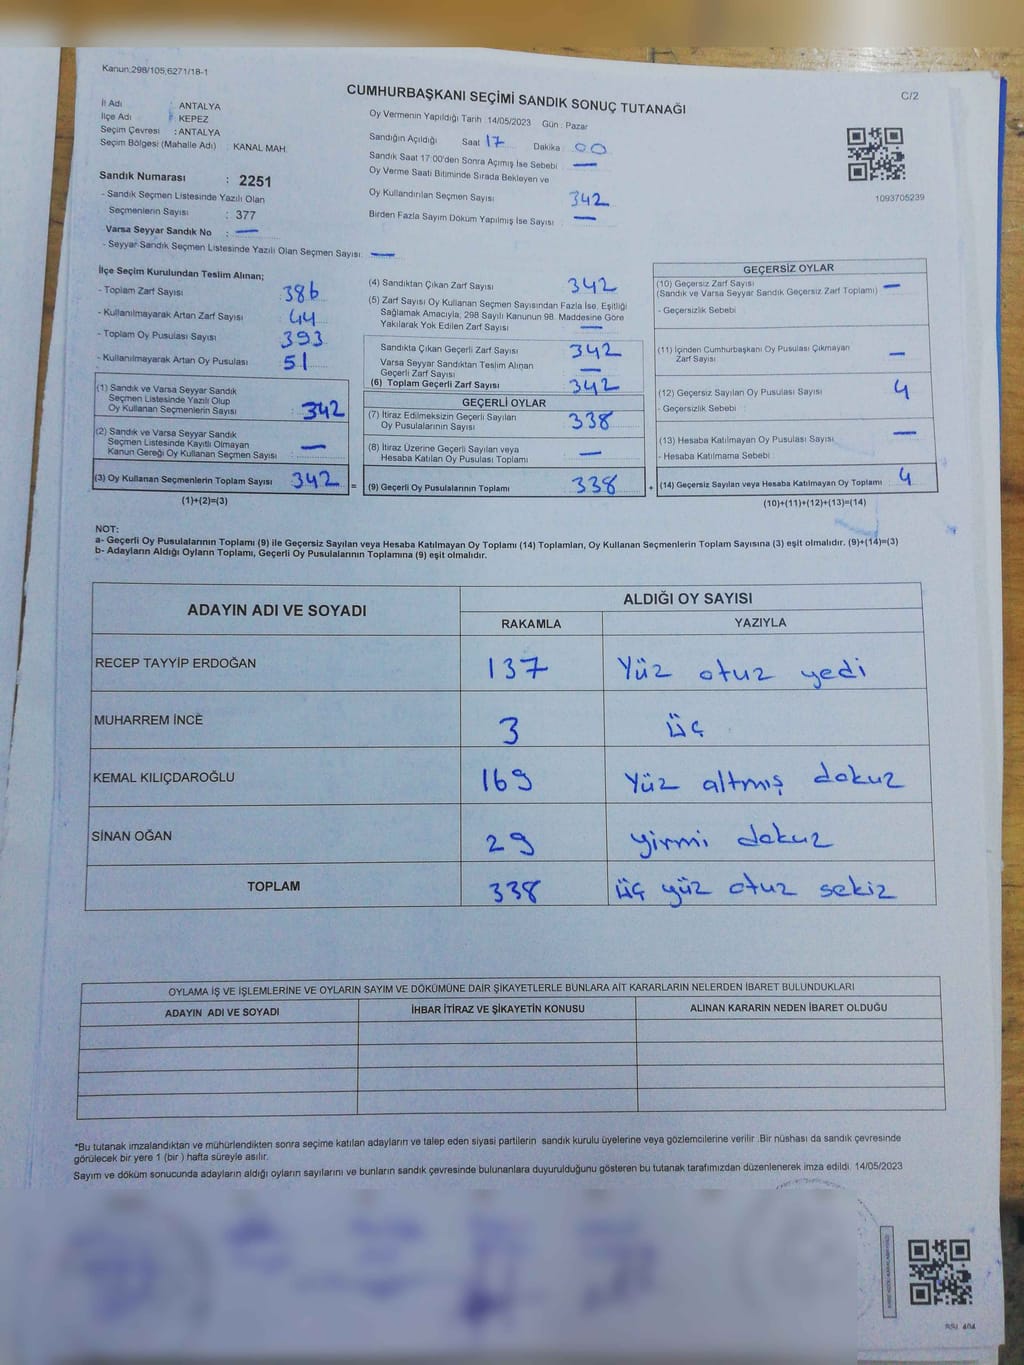 Kanun:298/105,6271/18-1
C/2
CUMHURBAŞKANI SEÇİMİ SANDIK SONUÇ TUTANAĞI
İl Adı : ANTALYA
İlçe Adı : KEPEZ
Seçim Çevresi : ANTALYA
Seçim Bölgesi (Mahalle Adı) : KANAL MAH.
Sandık Numarası : 2251
- Sandık Seçmen Listesinde Yazılı Olan
Seçmenlerin Sayısı : 377
Varsa Seyyar Sandık No : —
- Seyyar Sandık Seçmen Listesinde Yazılı Olan Seçmen Sayısı : —
Oy Vermenin Yapıldığı Tarih :14/05/2023 Gün : Pazar
Sandığın Açıldığı Saat 17 Dakika : 00
Sandık Saat 17:00'den Sonra Açımış İse Sebebi : —
Oy Verme Saati Bitiminde Sırada Bekleyen ve
Oy Kullandırılan Seçmen Sayısı 342
Birden Fazla Sayım Döküm Yapılmış İse Sayısı : —
1093705239
İlçe Seçim Kurulundan Teslim Alınan;
- Toplam Zarf Sayısı : 386
- Kullanılmayarak Artan Zarf Sayısı : 44
- Toplam Oy Pusulası Sayısı : 393
- Kullanılmayarak Artan Oy Pusulası : 51
(1) Sandık ve Varsa Seyyar Sandık
Seçmen Listesinde Yazılı Olup
Oy Kullanan Seçmenlerin Sayısı : 342
(2) Sandık ve Varsa Seyyar Sandık
Seçmen Listesinde Kayıtlı Olmayan
Kanun Gereği Oy Kullanan Seçmen Sayısı : —
(3) Oy Kullanan Seçmenlerin Toplam Sayısı : 342
(1)+(2)=(3)
(4) Sandıktan Çıkan Zarf Sayısı 342
(5) Zarf Sayısı Oy Kullanan Seçmen Sayısından Fazla İse, Eşitliği
Sağlamak Amacıyla, 298 Sayılı Kanunun 98. Maddesine Göre
Yakılarak Yok Edilen Zarf Sayısı : —
Sandıkta Çıkan Geçerli Zarf Sayısı : 342
Varsa Seyyar Sandıktan Teslim Alınan
Geçerli Zarf Sayısı : —
(6) Toplam Geçerli Zarf Sayısı : 342
GEÇERLİ OYLAR
(7) İtiraz Edilmeksizin Geçerli Sayılan
Oy Pusulalarının Sayısı : 338
(8) İtiraz Üzerine Geçerli Sayılan veya
Hesaba Katılan Oy Pusulası Toplamı : —
= (9) Geçerli Oy Pusulalarının Toplamı : 338 +
GEÇERSİZ OYLAR
(10) Geçersiz Zarf Sayısı : —
(Sandık ve Varsa Seyyar Sandık Geçersiz Zarf Toplamı)
- Geçersizlik Sebebi
(11) İçinden Cumhurbaşkanı Oy Pusulası Çıkmayan
Zarf Sayısı : —
(12) Geçersiz Sayılan Oy Pusulası Sayısı : 4
- Geçersizlik Sebebi
(13) Hesaba Katılmayan Oy Pusulası Sayısı : —
- Hesaba Katılmama Sebebi
(14) Geçersiz Sayılan veya Hesaba Katılmayan Oy Toplamı : 4
(10)+(11)+(12)+(13)=(14)
NOT:
a- Geçerli Oy Pusulalarının Toplamı (9) ile Geçersiz Sayılan veya Hesaba Katılmayan Oy Toplamı (14) Toplamları, Oy Kullanan Seçmenlerin Toplam Sayısına (3) eşit olmalıdır. (9)+(14)=(3)
b- Adayların Aldığı Oyların Toplamı, Geçerli Oy Pusulalarının Toplamına (9) eşit olmalıdır.
ADAYIN ADI VE SOYADI
ALDIĞI OY SAYISI
RAKAMLA YAZIYLA
RECEP TAYYİP ERDOĞAN 137 Yüz otuz yedi
MUHARREM İNCE 3 üç
KEMAL KILIÇDAROĞLU 169 Yüz altmış dokuz
SİNAN OĞAN 29 yirmi dokuz
TOPLAM 338 üç yüz otuz sekiz
OYLAMA İŞ VE İŞLEMLERİNE VE OYLARIN SAYIM VE DÖKÜMÜNE DAİR ŞİKAYETLERLE BUNLARA AİT KARARLARIN NELERDEN İBARET BULUNDUKLARI
ADAYIN ADI VE SOYADI İHBAR İTİRAZ VE ŞİKAYETİN KONUSU ALINAN KARARIN NEDEN İBARET OLDUĞU
*Bu tutanak imzalandıktan ve mühürlendikten sonra seçime katılan adayların ve talep eden siyasi partilerin sandık kurulu üyelerine veya gözlemcilerine verilir .Bir nüshası da sandık çevresinde
görülecek bir yere 1 (bir ) hafta süreyle asılır.
Sayım ve döküm sonucunda adayların aldığı oyların sayılarını ve bunların sandık çevresinde bulunanlara duyurulduğunu gösteren bu tutanak tarafımızdan düzenlenerek imza edildi. 14/05/2023